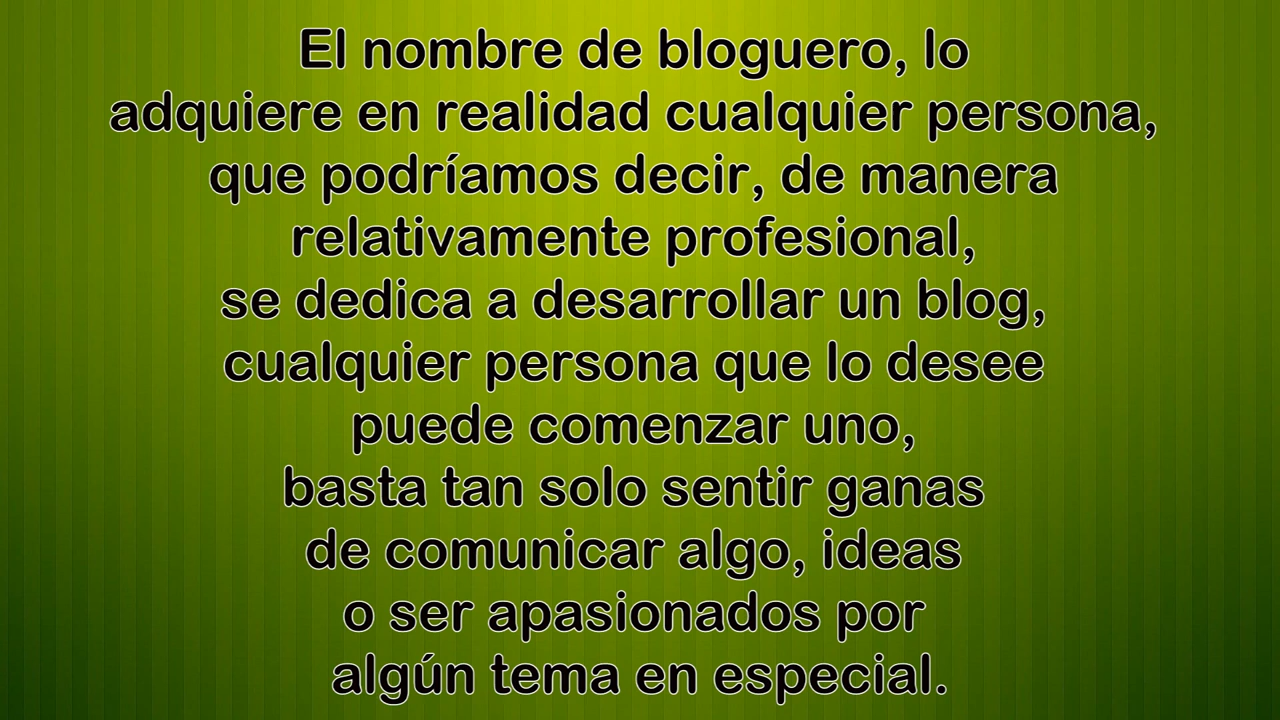 El nombre de bloguero, lo
adquiere en realidad cualquier persona,
que podríamos decir, de manera
relativamente profesional,
se dedica a desarrollar un blog,
cualquier persona que lo desee
puede comenzar uno,
basta tan solo sentir ganas
de comunicar algo, ideas
o ser apasionados por
algún tema en especial.